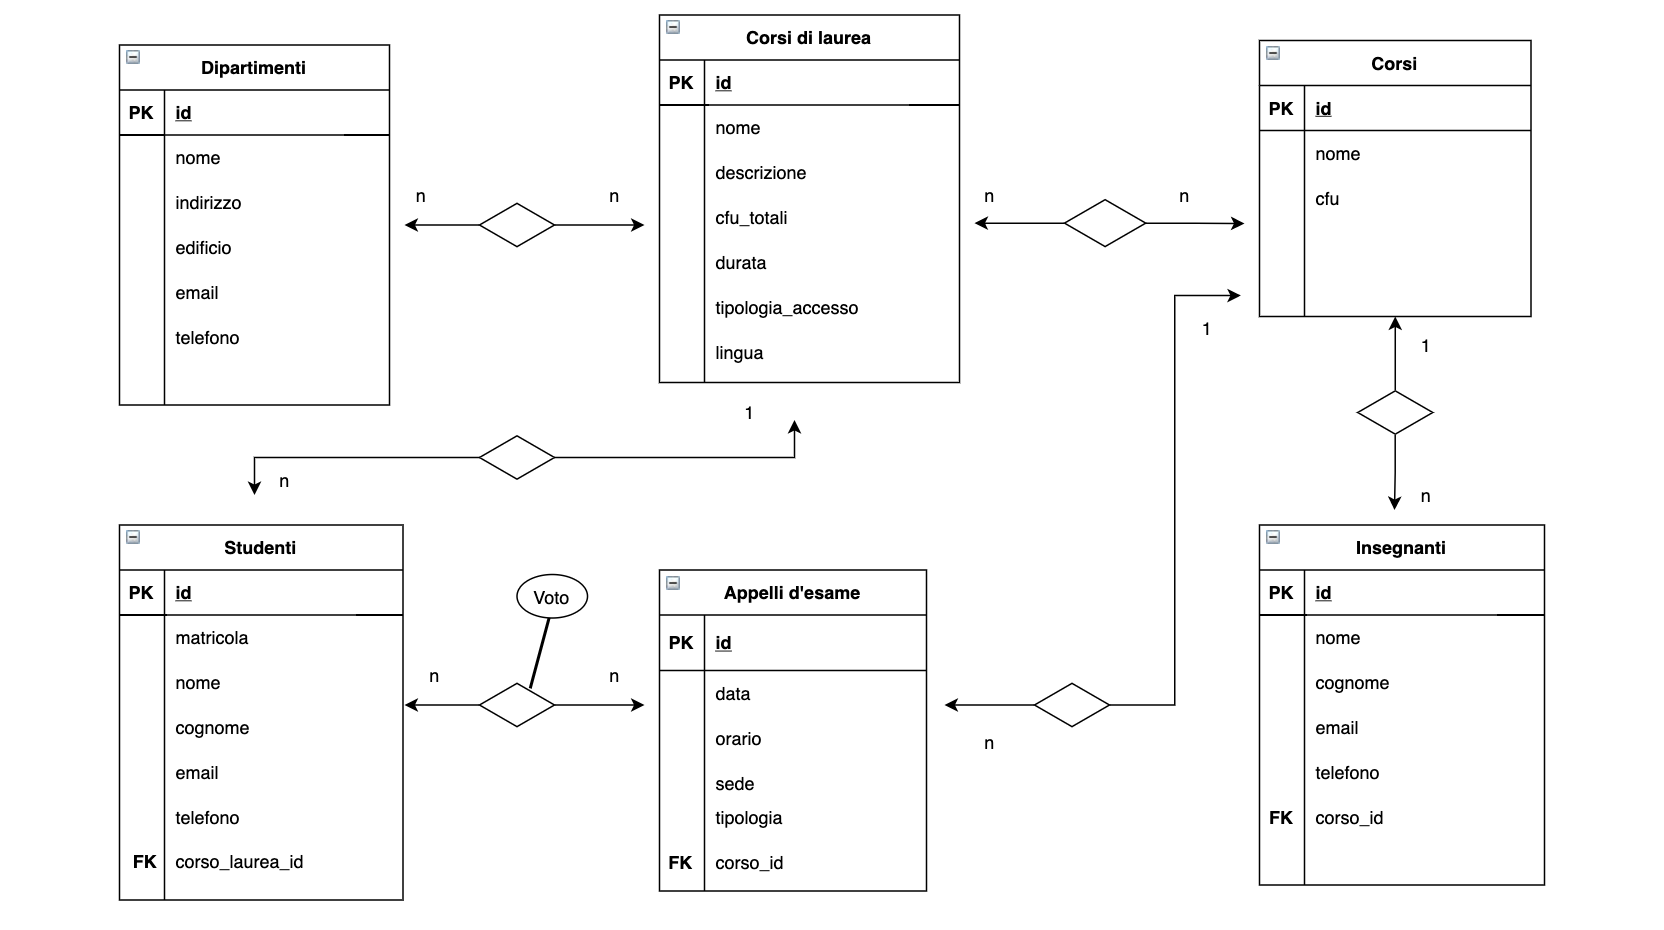 Dipartimenti
PK id
nome
indirizzo
edificio
email
telefono
n n
Corsi di laurea
PK id
nome
descrizione
cfu_totali
durata
tipologia_accesso
lingua
n n
Corsi
PK id
nome
cfu
1
n
1
1
n
Studenti
PK id
matricola
nome
cognome
email
telefono
FK corso_laurea_id
Voto
n n
Appelli d'esame
PK id
data
orario
sede
tipologia
FK corso_id
n
Insegnanti
PK id
nome
cognome
email
telefono
FK corso_id